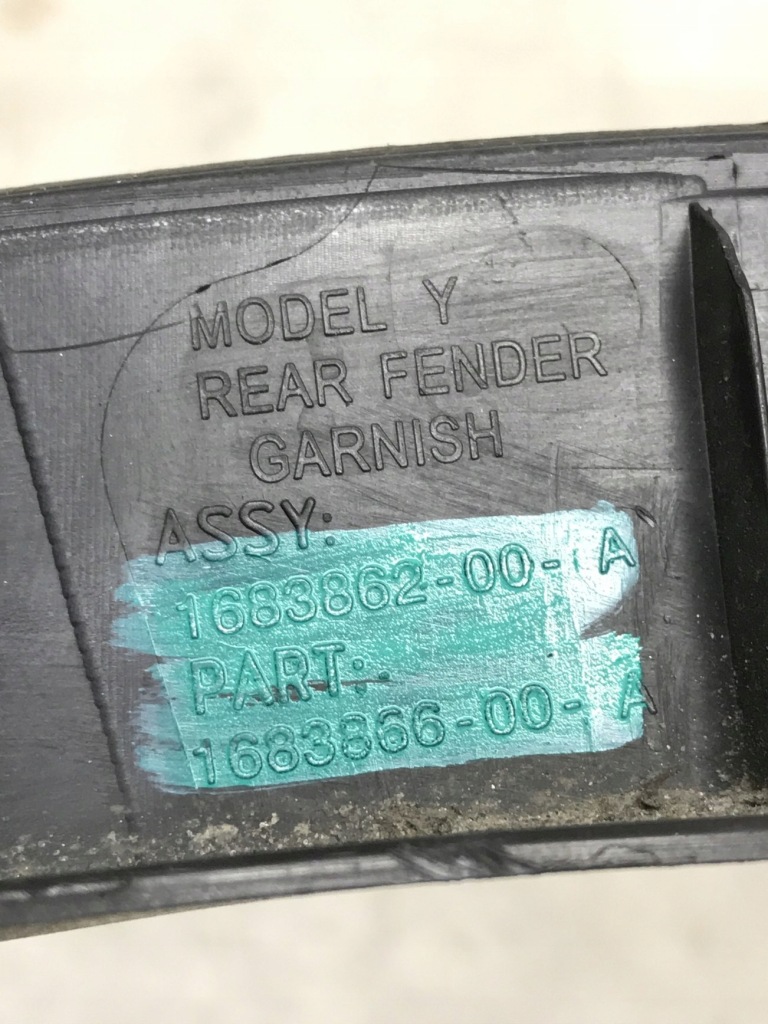 MODEL Y
REAR FENDER
GARNISH
ASSY:
1683862-00- A
PART:
1683866-00- A